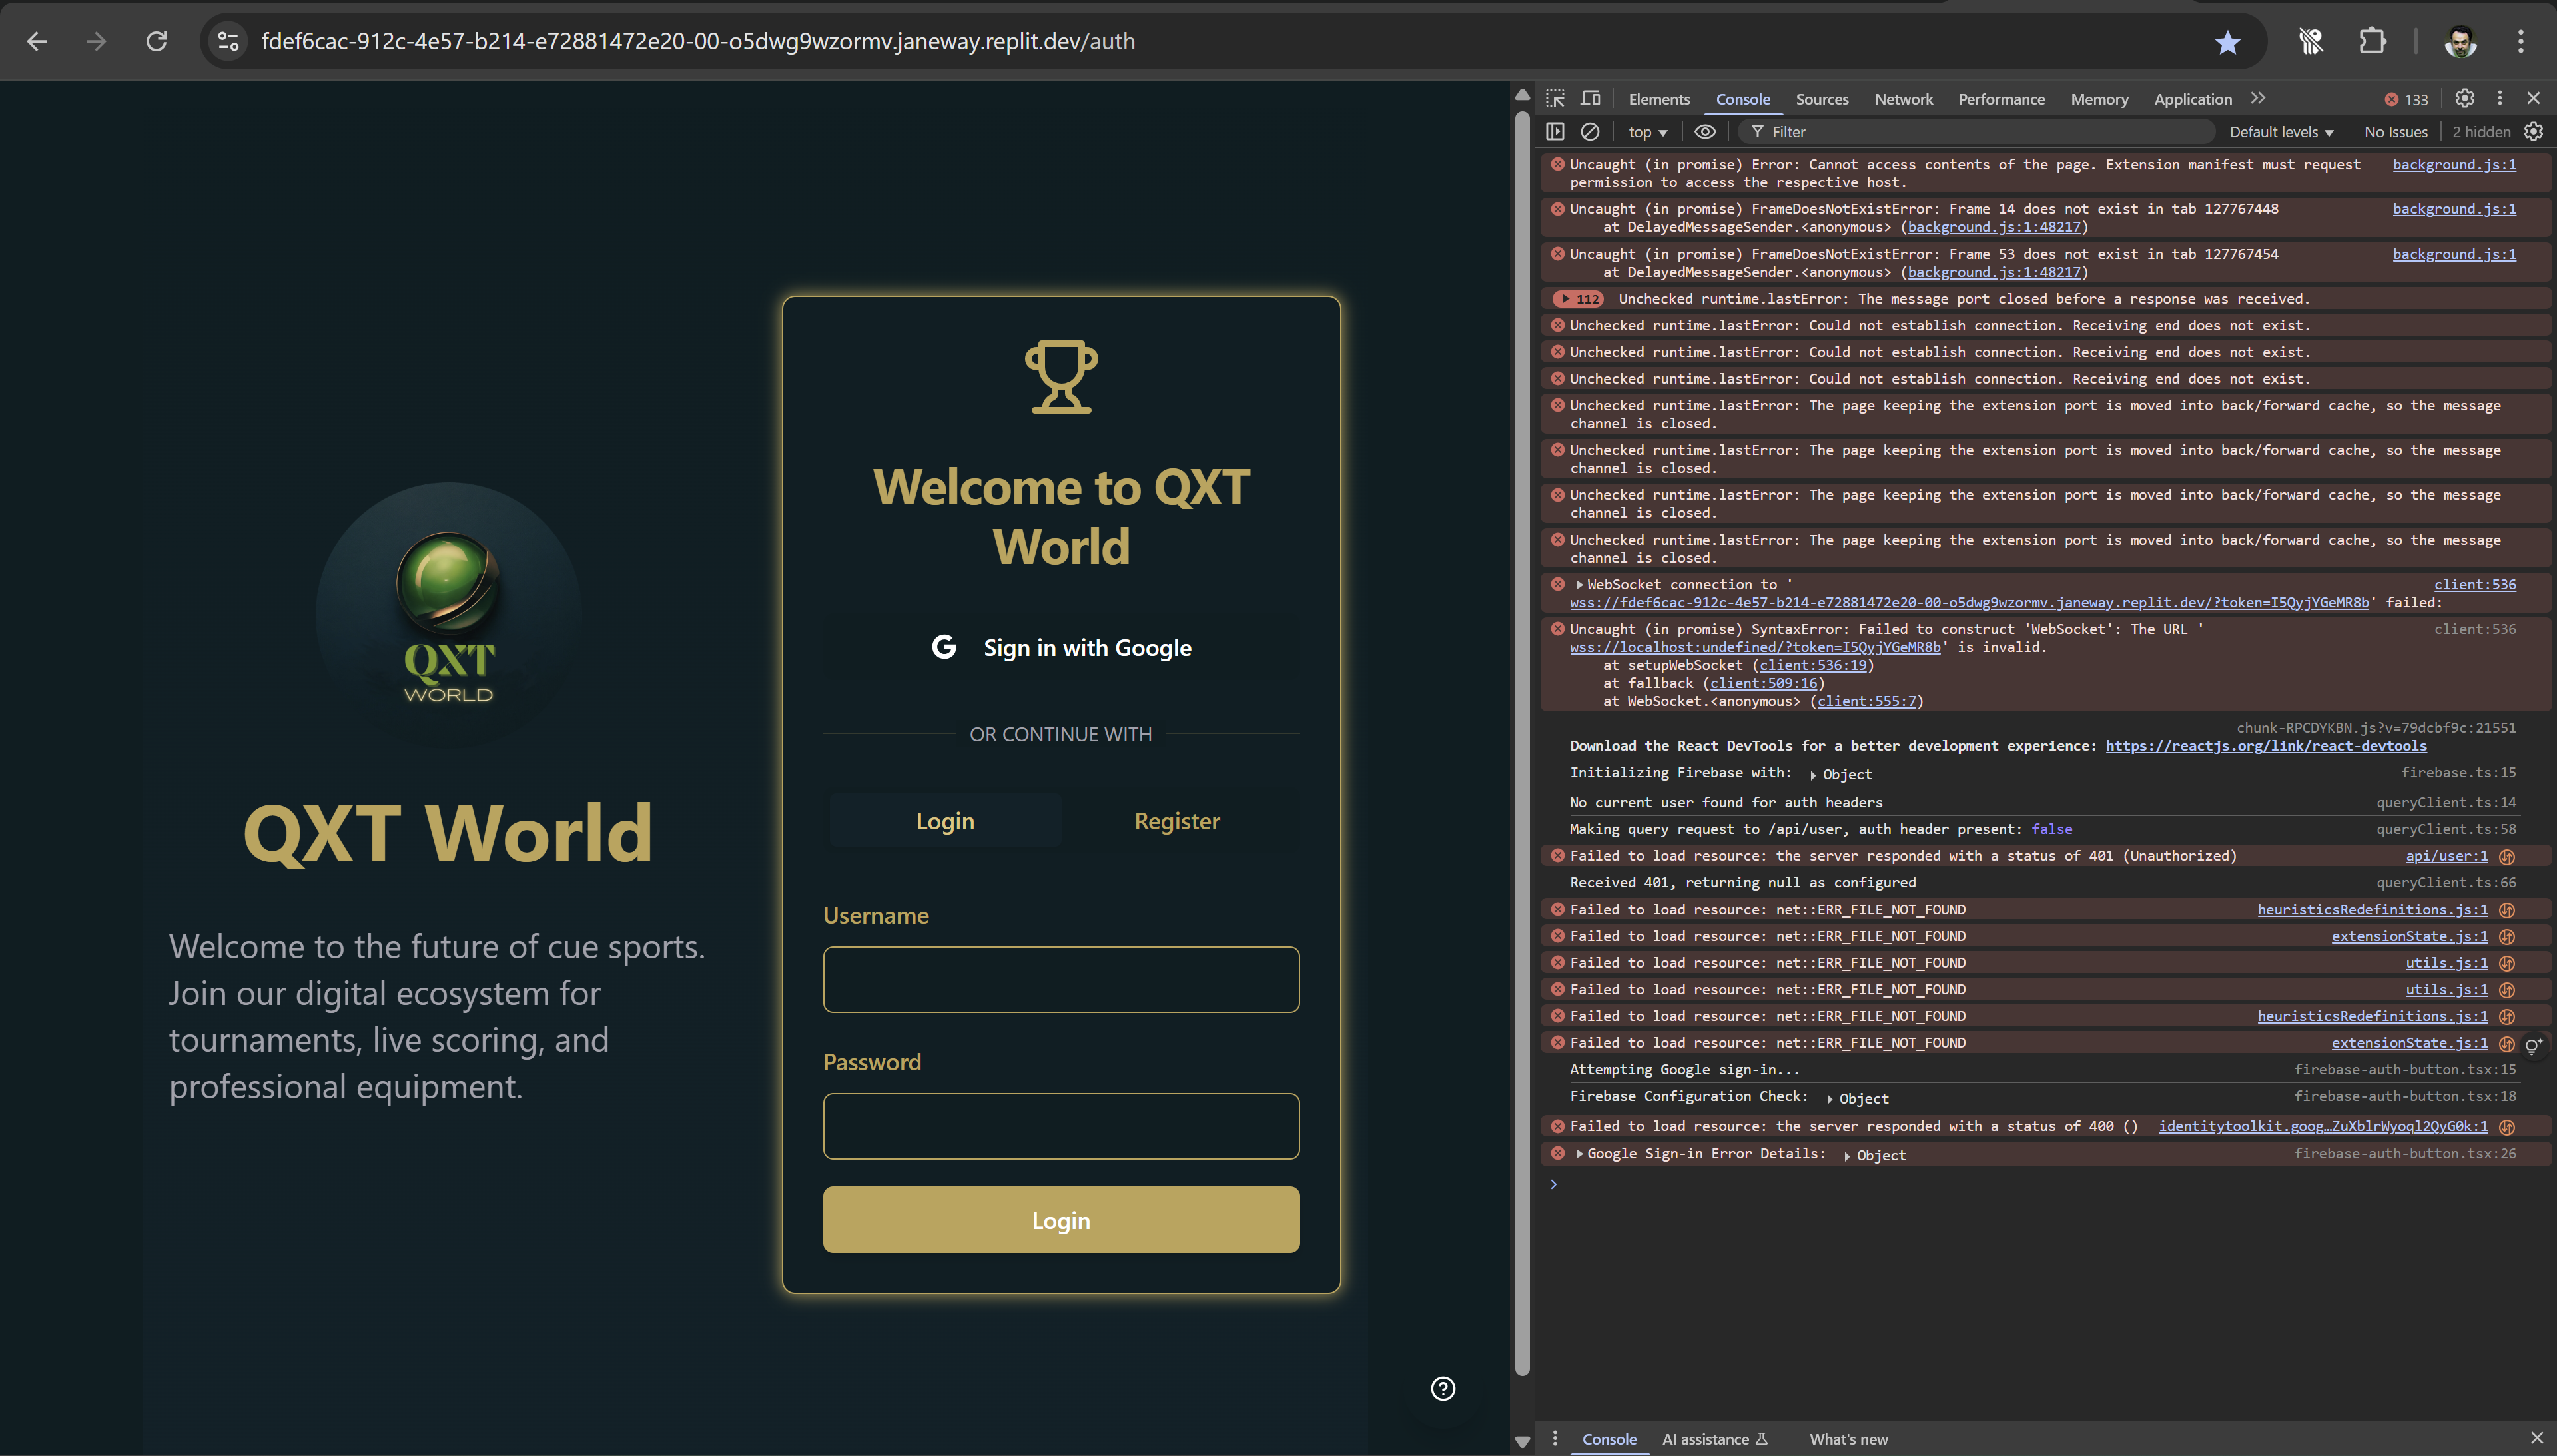 fdef6cac-912c-4e57-b214-e72881472e20-00-o5dwg9wzormv.janeway.replit.dev/auth
QXT
WORLD
QXT World
Welcome to the future of cue sports.
Join our digital ecosystem for
tournaments, live scoring, and
professional equipment.
Welcome to QXT
World
Sign in with Google
OR CONTINUE WITH
Login Register
Username
Password
Login
Elements Console Sources Network Performance Memory Application 133
top Filter Default levels No Issues 2 hidden
Uncaught (in promise) Error: Cannot access contents of the page. Extension manifest must request background.js:1
permission to access the respective host.
Uncaught (in promise) FrameDoesNotExistError: Frame 14 does not exist in tab 127767448 background.js:1
at DelayedMessageSender.<anonymous> (background.js:1:48217)
Uncaught (in promise) FrameDoesNotExistError: Frame 53 does not exist in tab 127767454 background.js:1
at DelayedMessageSender.<anonymous> (background.js:1:48217)
112 Unchecked runtime.lastError: The message port closed before a response was received.
Unchecked runtime.lastError: Could not establish connection. Receiving end does not exist.
Unchecked runtime.lastError: Could not establish connection. Receiving end does not exist.
Unchecked runtime.lastError: Could not establish connection. Receiving end does not exist.
Unchecked runtime.lastError: The page keeping the extension port is moved into back/forward cache, so the message
channel is closed.
Unchecked runtime.lastError: The page keeping the extension port is moved into back/forward cache, so the message
channel is closed.
Unchecked runtime.lastError: The page keeping the extension port is moved into back/forward cache, so the message
channel is closed.
Unchecked runtime.lastError: The page keeping the extension port is moved into back/forward cache, so the message
channel is closed.
WebSocket connection to ' client:536
wss://fdef6cac-912c-4e57-b214-e72881472e20-00-o5dwg9wzormv.janeway.replit.dev/?token=I5QyjYGeMR8b' failed:
Uncaught (in promise) SyntaxError: Failed to construct 'WebSocket': The URL ' client:536
wss://localhost:undefined/?token=I5QyjYGeMR8b' is invalid.
at setupWebSocket (client:536:19)
at fallback (client:509:16)
at WebSocket.<anonymous> (client:555:7)
chunk-RPCDYKBN.js?v=79dcbf9c:21551
Download the React DevTools for a better development experience: https://reactjs.org/link/react-devtools
Initializing Firebase with: Object firebase.ts:15
No current user found for auth headers queryClient.ts:14
Making query request to /api/user, auth header present: false queryClient.ts:58
Failed to load resource: the server responded with a status of 401 (Unauthorized) api/user:1
Received 401, returning null as configured queryClient.ts:66
Failed to load resource: net::ERR_FILE_NOT_FOUND heuristicsRedefinitions.js:1
Failed to load resource: net::ERR_FILE_NOT_FOUND extensionState.js:1
Failed to load resource: net::ERR_FILE_NOT_FOUND utils.js:1
Failed to load resource: net::ERR_FILE_NOT_FOUND utils.js:1
Failed to load resource: net::ERR_FILE_NOT_FOUND heuristicsRedefinitions.js:1
Failed to load resource: net::ERR_FILE_NOT_FOUND extensionState.js:1
Attempting Google sign-in... firebase-auth-button.tsx:15
Firebase Configuration Check: Object firebase-auth-button.tsx:18
Failed to load resource: the server responded with a status of 400 () identitytoolkit.goog…ZuXblrWyoql2QyG0k:1
Google Sign-in Error Details: Object firebase-auth-button.tsx:26
Console AI assistance What's new